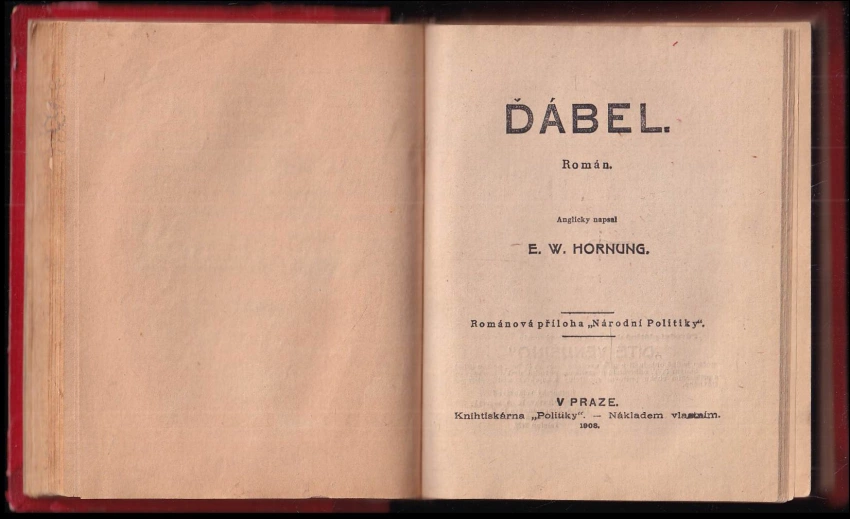 ĎÁBEL.
Román.
Anglicky napsal
E. W. HORNUNG.
Románová příloha „Národní Politiky“.
V PRAZE.
Knihtiskárna „Politiky“. — Nákladem vlastním.
1908.